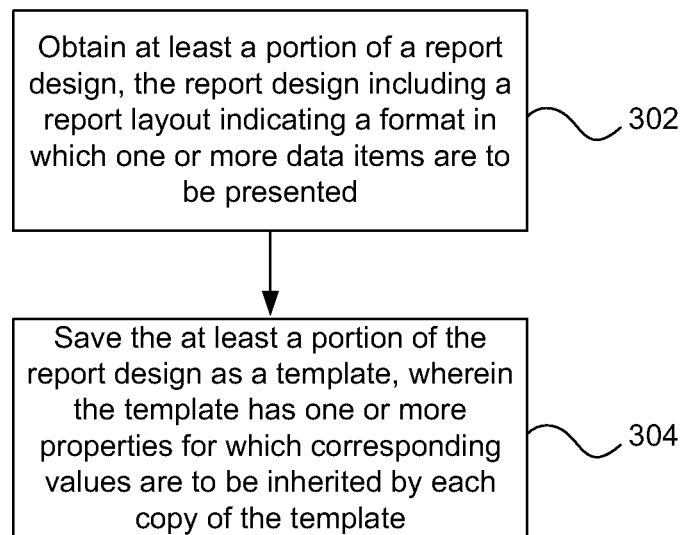 Obtain at least a portion of a report
design, the report design including a
report layout indicating a format in
which one or more data items are to
be presented
302
Save the at least a portion of the
report design as a template, wherein
the template has one or more
properties for which corresponding
values are to be inherited by each
copy of the template
304